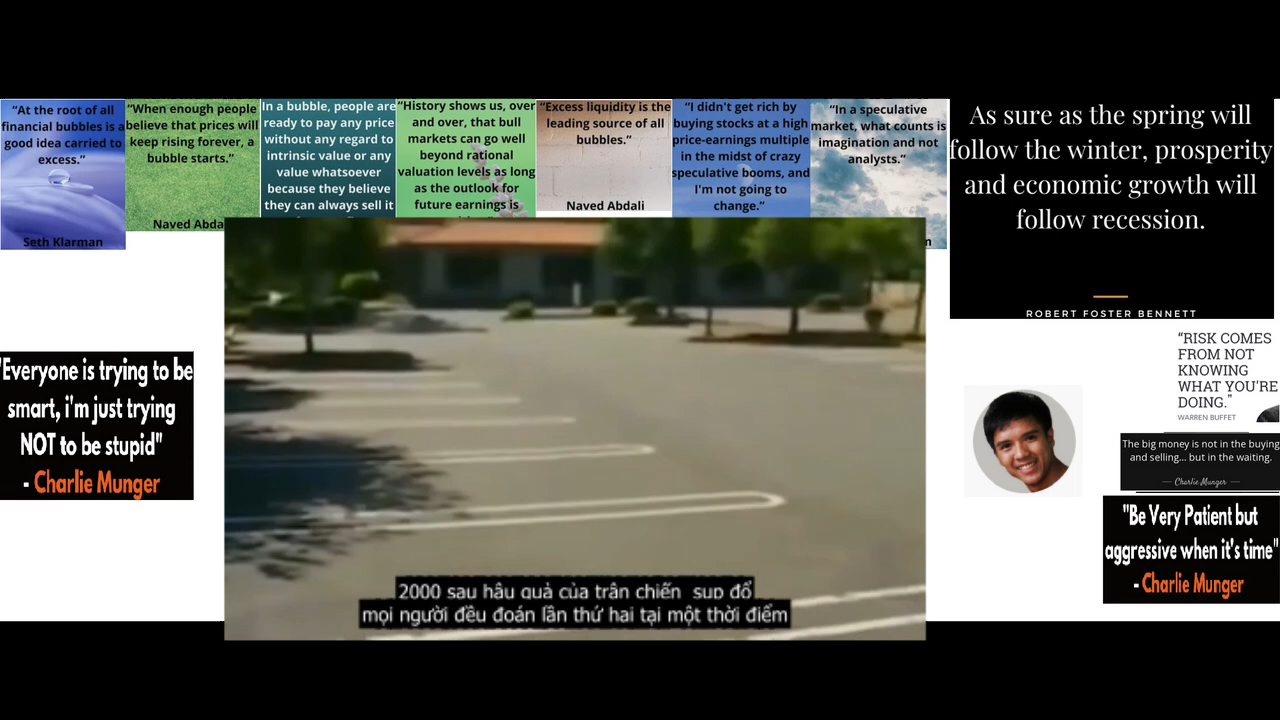 “At the root of all
financial bubbles is a
good idea carried to
excess.”
Seth Klarman
“When enough people
believe that prices will
keep rising forever, a
bubble starts.”
Naved Abda
In a bubble, people are
ready to pay any price
without any regard to
intrinsic value or any
value whatsoever
because they believe
they can always sell it
“History shows us, over
and over, that bull
markets can go well
beyond rational
valuation levels as long
as the outlook for
future earnings is
“Excess liquidity is the
leading source of all
bubbles.”
Naved Abdali
“I didn't get rich by
buying stocks at a high
price-earnings multiple
in the midst of crazy
speculative booms, and
I'm not going to
change.”
“In a speculative
market, what counts is
imagination and not
analysts.”
As sure as the spring will
follow the winter, prosperity
and economic growth will
follow recession.
ROBERT FOSTER BENNETT
"Everyone is trying to be
smart, i'm just trying
NOT to be stupid"
- Charlie Munger
“RISK COMES
FROM NOT
KNOWING
WHAT YOU'RE
DOING.”
WARREN BUFFET
The big money is not in the buying
and selling... but in the waiting.
— Charlie Munger —
"Be Very Patient but
aggressive when it's time"
- Charlie Munger
2000 sau hậu quả của trận chiến sụp đổ
mọi người đều đoán lần thứ hai tại một thời điểm